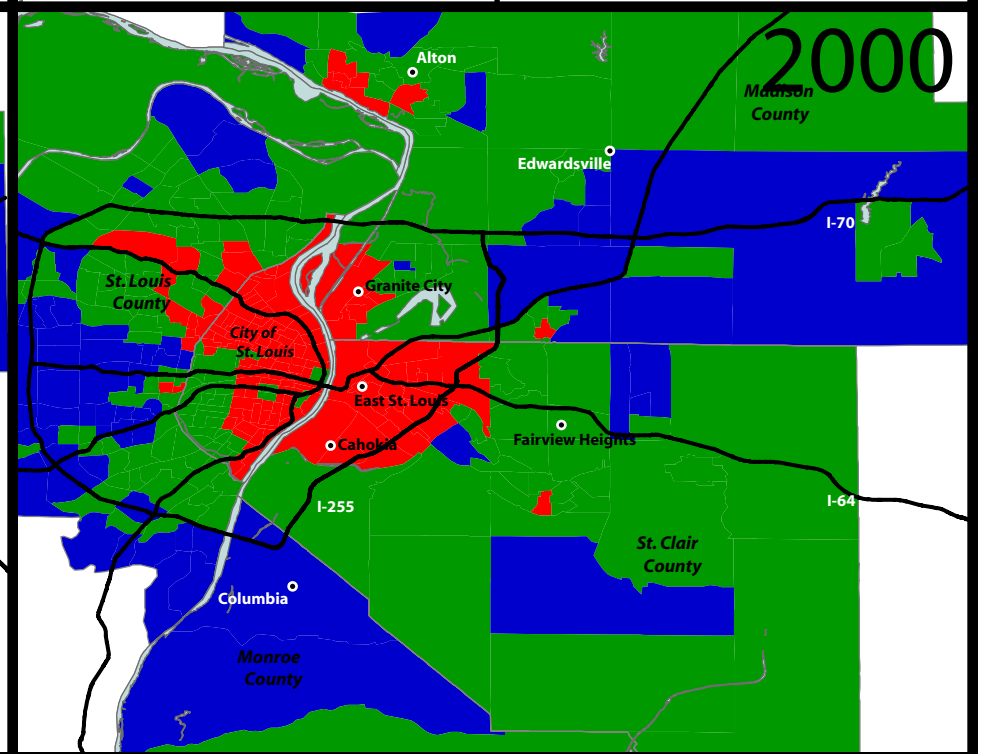 2000
Alton
Madison
County
Edwardsville
I-70
St. Louis
County
Granite City
City of
St. Louis
East St. Louis
Fairview Heights
Cahokia
I-255
I-64
St. Clair
County
Columbia
Monroe
County